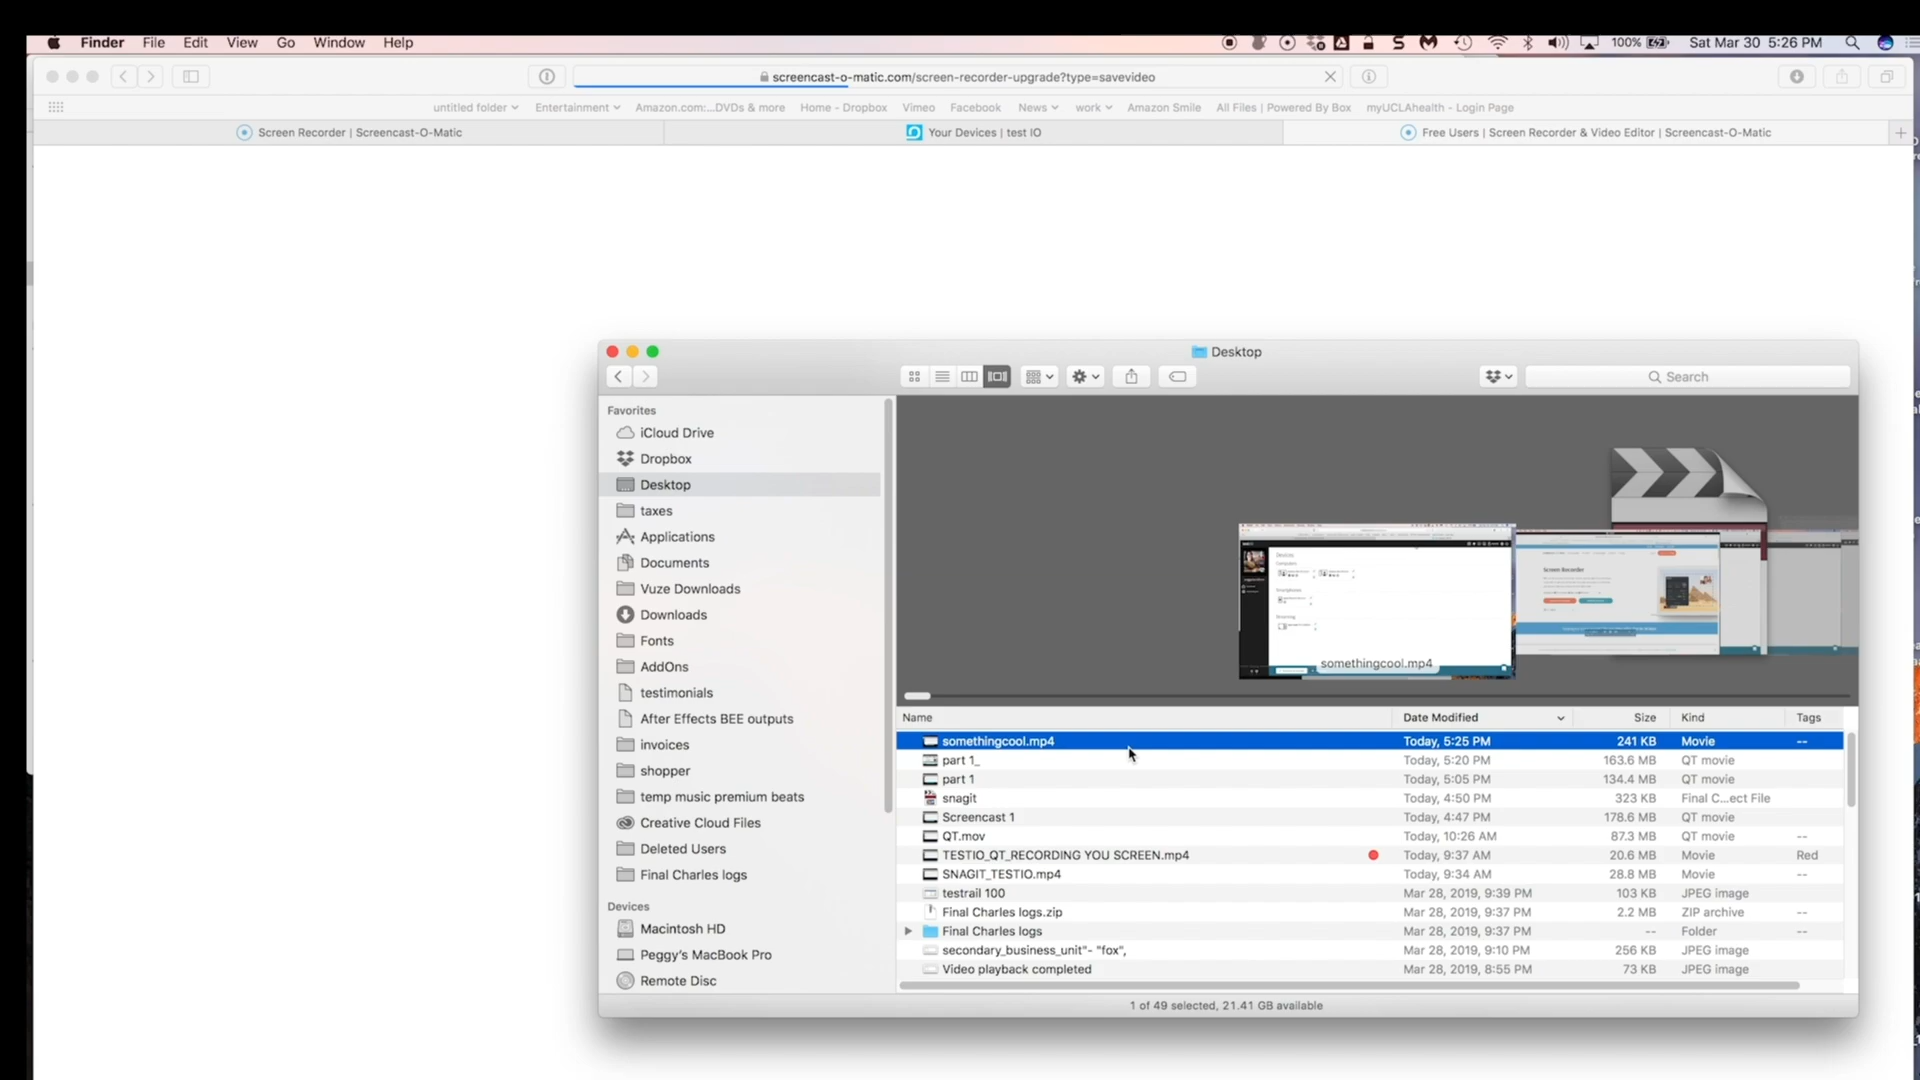 Finder File Edit View Go Window Help 100% Sat Mar 30 5:26 PM
screencast-o-matic.com/screen-recorder-upgrade?type=savevideo
untitled folder Entertainment Amazon.com:...DVDs & more Home - Dropbox Vimeo Facebook News work Amazon Smile All Files | Powered By Box myUCLAhealth - Login Page
Screen Recorder | Screencast-O-Matic Your Devices | test IO Free Users | Screen Recorder & Video Editor | Screencast-O-Matic
Desktop
Search
Favorites
iCloud Drive
Dropbox
Desktop
taxes
Applications
Documents
Vuze Downloads
Downloads
Fonts
AddOns
testimonials
After Effects BEE outputs
invoices
shopper
temp music premium beats
Creative Cloud Files
Deleted Users
Final Charles logs
Devices
Macintosh HD
Peggy's MacBook Pro
Remote Disc
Screen Recorder
somethingcool.mp4
Name Date Modified Size Kind Tags
somethingcool.mp4 Today, 5:25 PM 241 KB Movie --
part 1_ Today, 5:20 PM 163.6 MB QT movie
part 1 Today, 5:05 PM 134.4 MB QT movie
snagit Today, 4:50 PM 323 KB Final C...ect File
Screencast 1 Today, 4:47 PM 178.6 MB QT movie
QT.mov Today, 10:26 AM 87.3 MB QT movie --
TESTIO_QT_RECORDING YOU SCREEN.mp4 Today, 9:37 AM 20.6 MB Movie Red
SNAGIT_TESTIO.mp4 Today, 9:34 AM 28.8 MB Movie --
testrail 100 Mar 28, 2019, 9:39 PM 103 KB JPEG image
Final Charles logs.zip Mar 28, 2019, 9:37 PM 2.2 MB ZIP archive --
Final Charles logs Mar 28, 2019, 9:37 PM -- Folder --
secondary_business_unit"- "fox", Mar 28, 2019, 9:10 PM 256 KB JPEG image
Video playback completed Mar 28, 2019, 8:55 PM 73 KB JPEG image
1 of 49 selected, 21.41 GB available